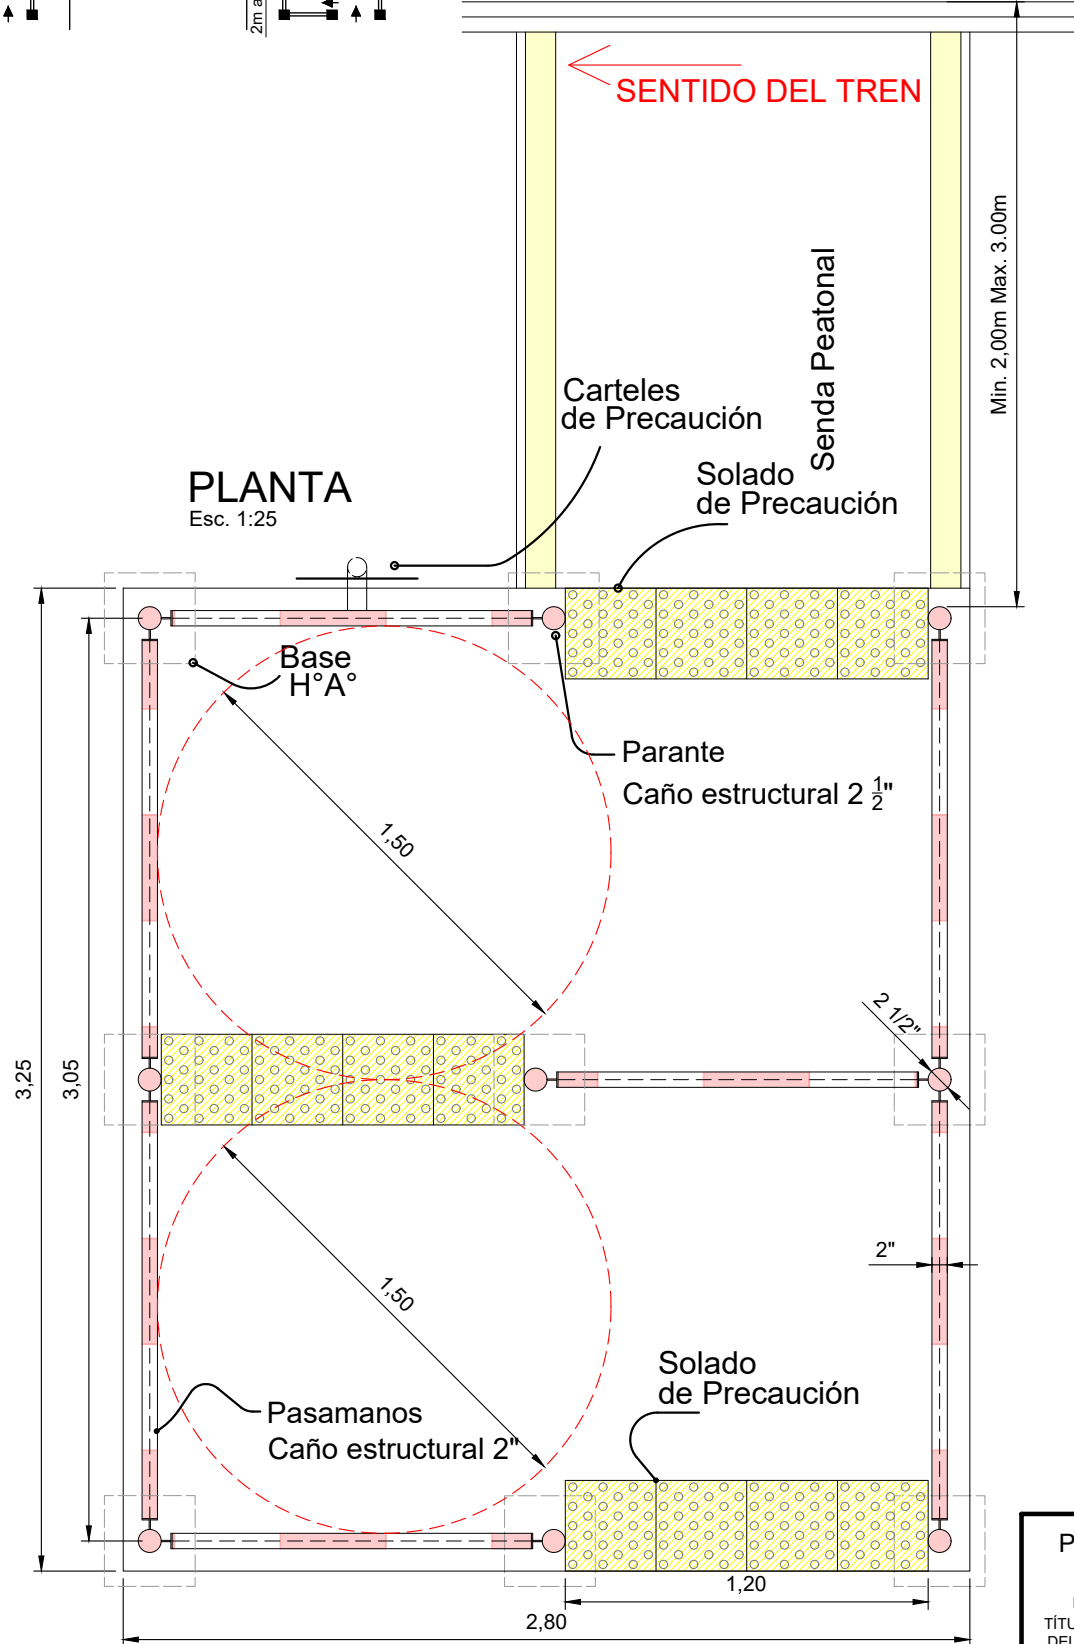 2m a
SENTIDO DEL TREN
Min. 2,00m Max. 3.00m
Senda Peatonal
Carteles
de Precaución
Solado
de Precaución
PLANTA
Esc. 1:25
Base
H°A°
Parante
Caño estructural 2 1/2"
1,50
2 1/2"
3,25
3,05
2"
1,50
Solado
de Precaución
Pasamanos
Caño estructural 2"
1,20
2,80
P
TÍTU